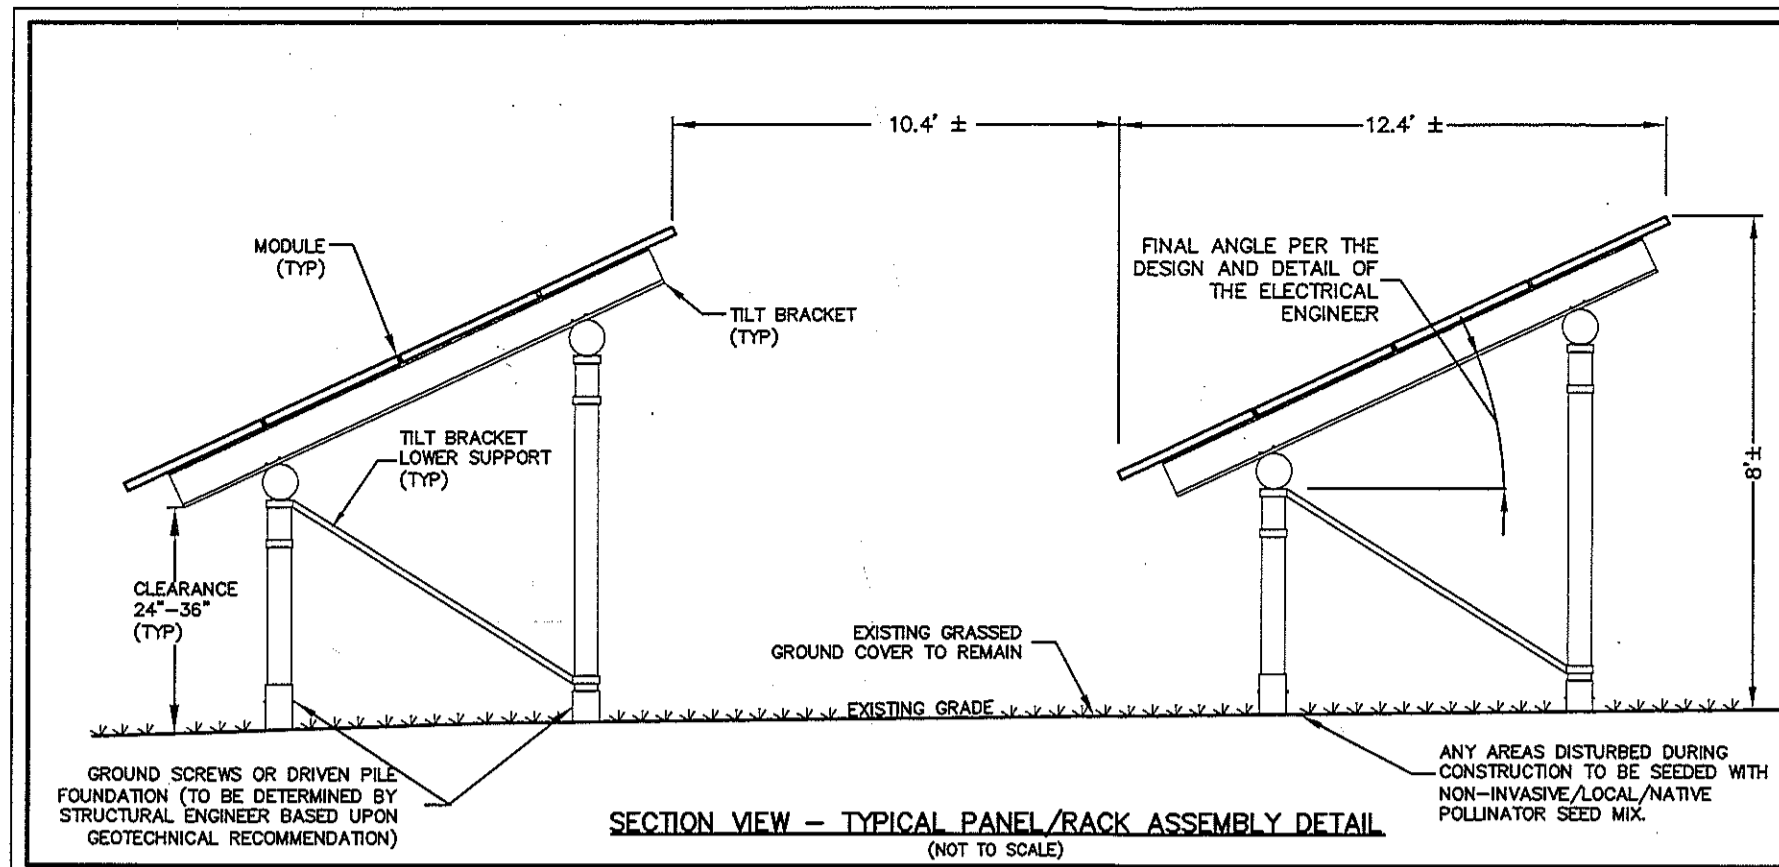 10.4' ±
12.4' ±
MODULE
(TYP)
TILT BRACKET
(TYP)
FINAL ANGLE PER THE
DESIGN AND DETAIL OF
THE ELECTRICAL
ENGINEER
TILT BRACKET
LOWER SUPPORT
(TYP)
8'±
CLEARANCE
24"-36"
(TYP)
EXISTING GRASSED
GROUND COVER TO REMAIN
EXISTING GRADE
GROUND SCREWS OR DRIVEN PILE
FOUNDATION (TO BE DETERMINED BY
STRUCTURAL ENGINEER BASED UPON
GEOTECHNICAL RECOMMENDATION)
ANY AREAS DISTURBED DURING
CONSTRUCTION TO BE SEEDED WITH
NON-INVASIVE/LOCAL/NATIVE
POLLINATOR SEED MIX.
SECTION VIEW - TYPICAL PANEL/RACK ASSEMBLY DETAIL
(NOT TO SCALE)